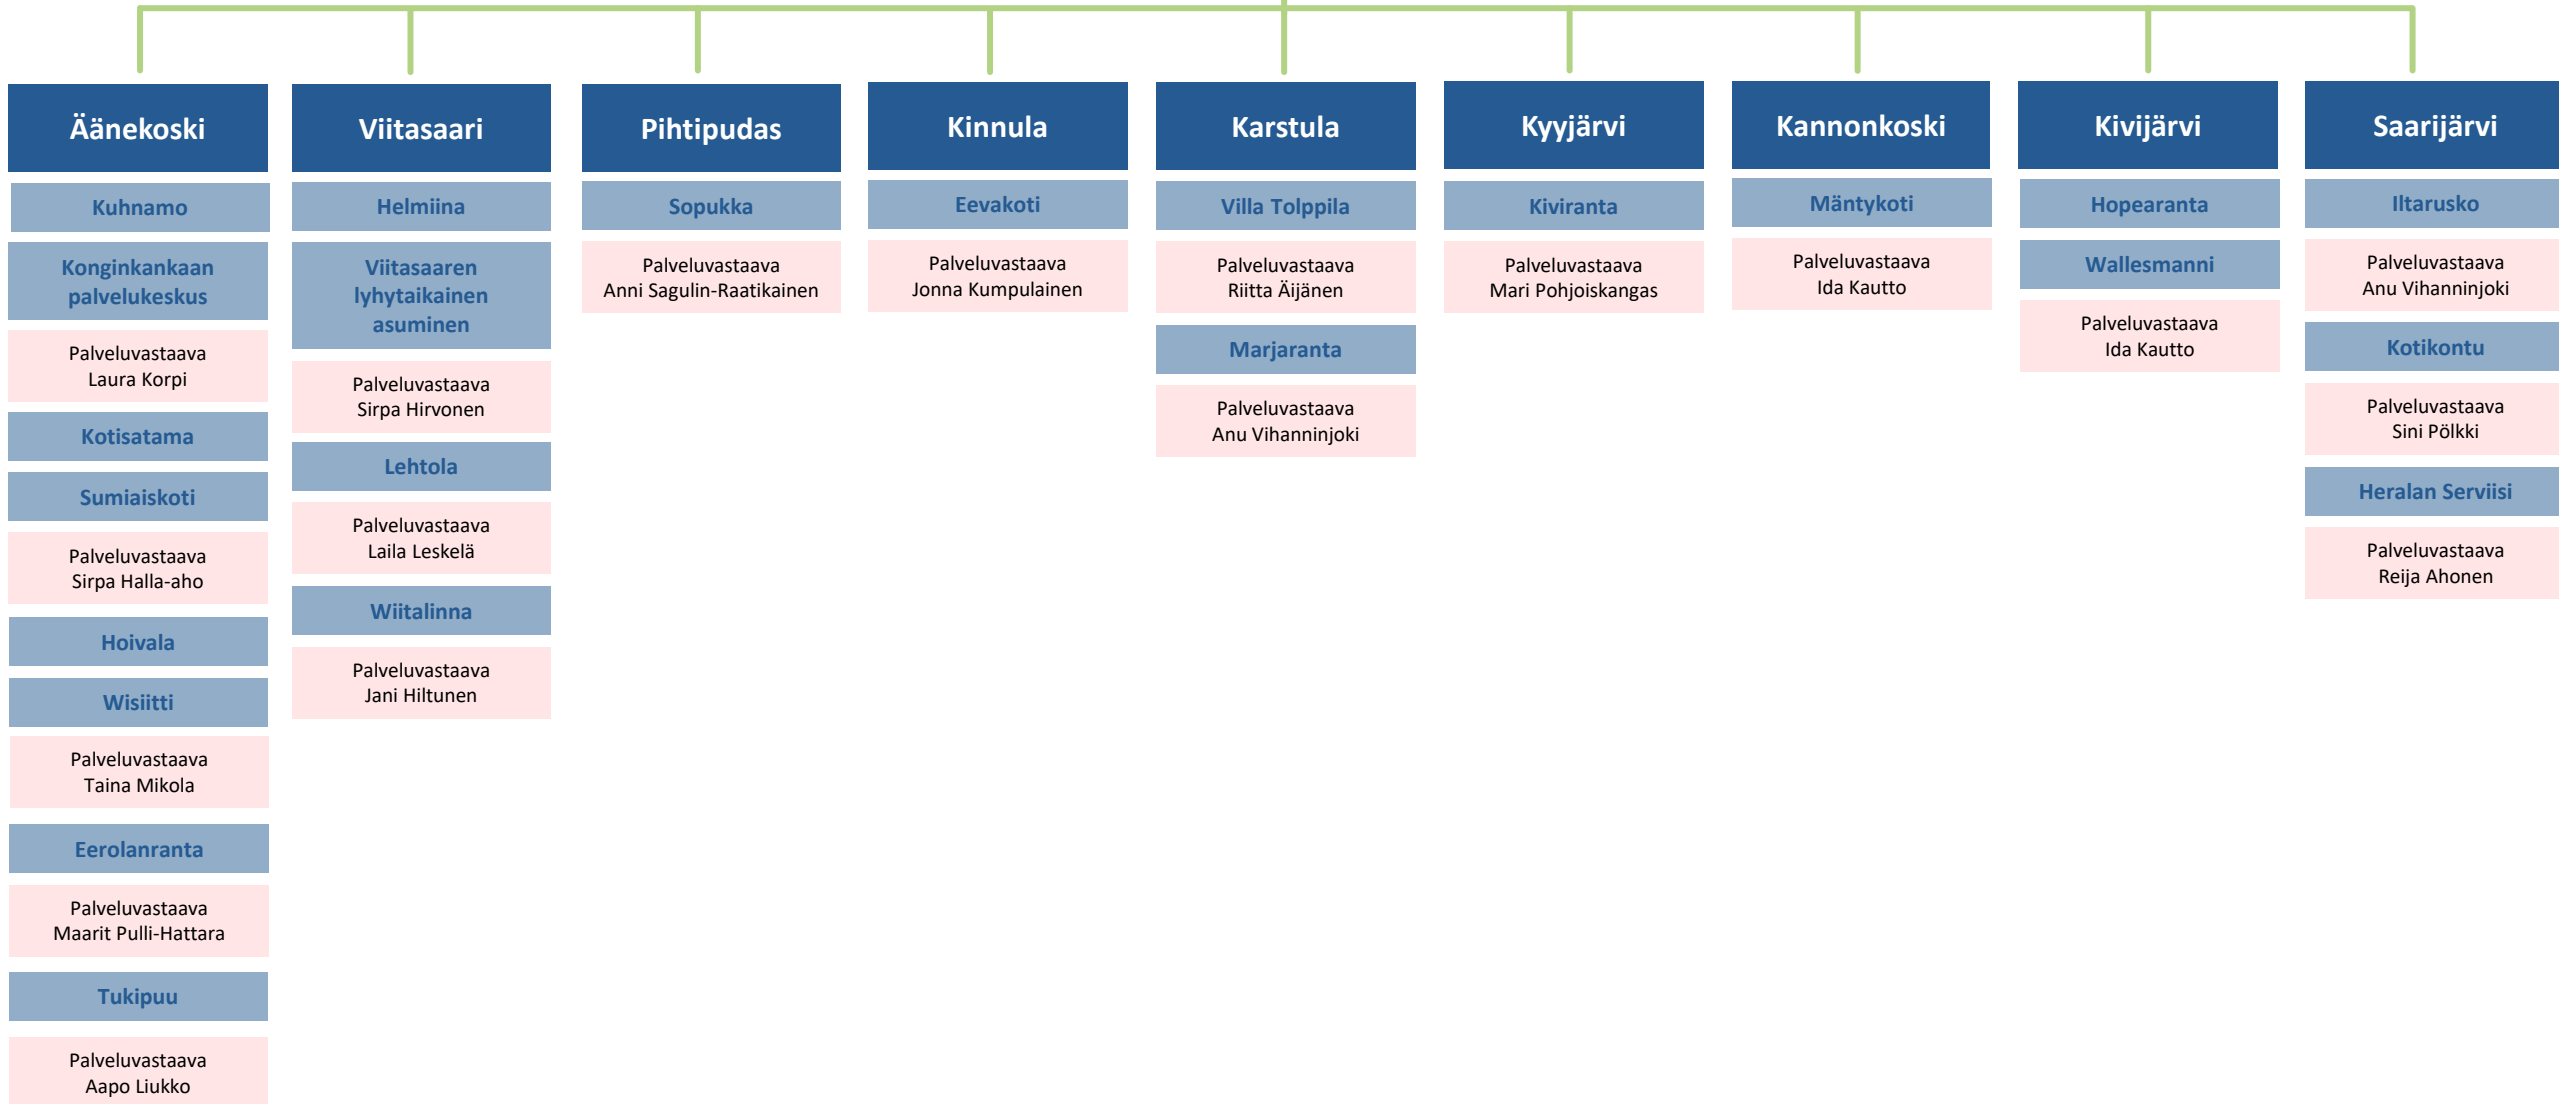 Äänekoski
Kuhnamo
Konginkankaan
palvelukeskus
Palveluvastaava
Laura Korpi
Kotisatama
Sumiaiskoti
Palveluvastaava
Sirpa Halla-aho
Hoivala
Wisiitti
Palveluvastaava
Taina Mikola
Eerolanranta
Palveluvastaava
Maarit Pulli-Hattara
Tukipuu
Palveluvastaava
Aapo Liukko
Viitasaari
Helmiina
Viitasaaren
lyhytaikainen
asuminen
Palveluvastaava
Sirpa Hirvonen
Lehtola
Palveluvastaava
Laila Leskelä
Wiitalinna
Palveluvastaava
Jani Hiltunen
Pihtipudas
Sopukka
Palveluvastaava
Anni Sagulin-Raatikainen
Kinnula
Eevakoti
Palveluvastaava
Jonna Kumpulainen
Karstula
Villa Tolppila
Palveluvastaava
Riitta Äijänen
Marjaranta
Palveluvastaava
Anu Vihanninjoki
Kyyjärvi
Kiviranta
Palveluvastaava
Mari Pohjoiskangas
Kannonkoski
Mäntykoti
Palveluvastaava
Ida Kautto
Kivijärvi
Hopearanta
Wallesmanni
Palveluvastaava
Ida Kautto
Saarijärvi
Iltarusko
Palveluvastaava
Anu Vihanninjoki
Kotikontu
Palveluvastaava
Sini Pölkki
Heralan Serviisi
Palveluvastaava
Reija Ahonen